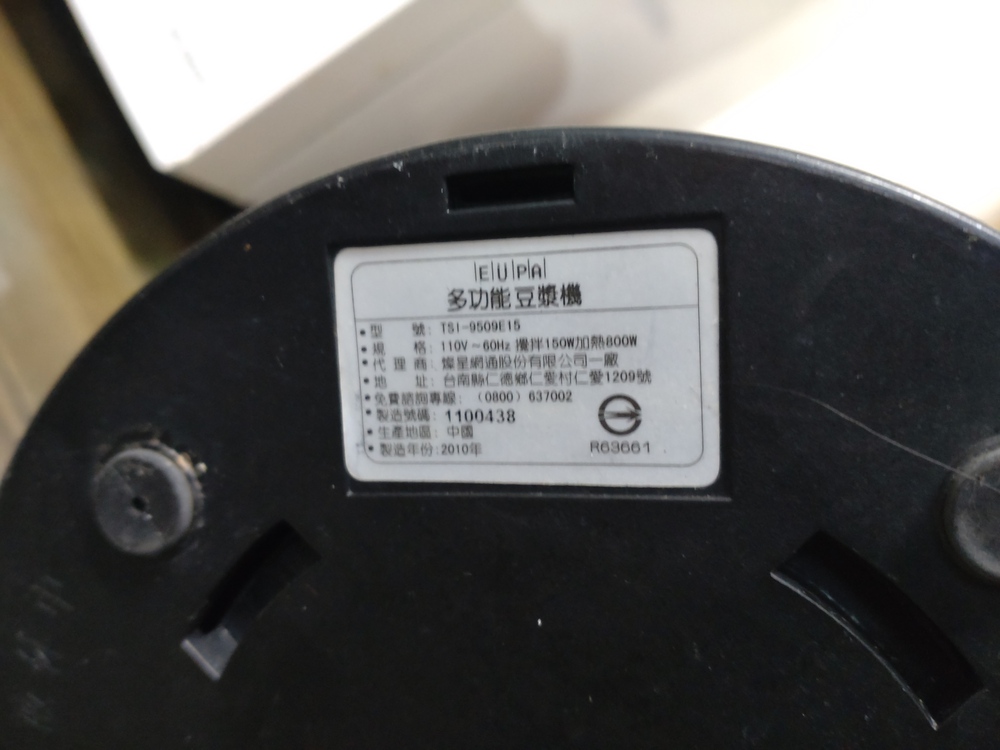 EUPA
多功能豆漿機
•型 號: TSI-9509E15
•規 格: 110V~60Hz 攪拌150W加熱800W
•代 理 商: 燦星網通股份有限公司一廠
•地 址: 台南縣仁德鄉仁愛村仁愛1209號
•免費諮詢專線: (0800) 637002
•製造號碼: 1100438
•生產地區: 中國
•製造年份:2010年
R63661